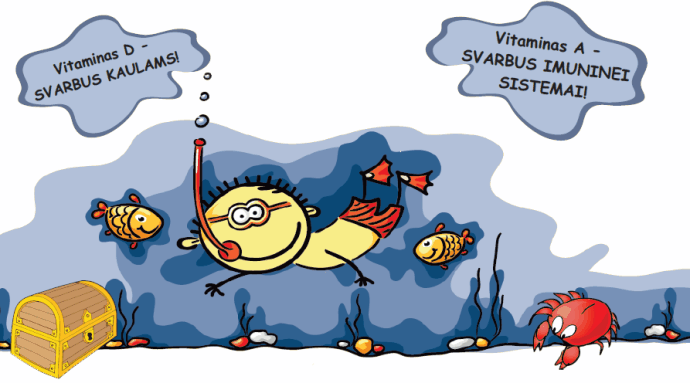 Vitaminas D -
SVARBUS KAULAMS!
Vitaminas A -
SVARBUS IMUNINEI
SISTEMAI!